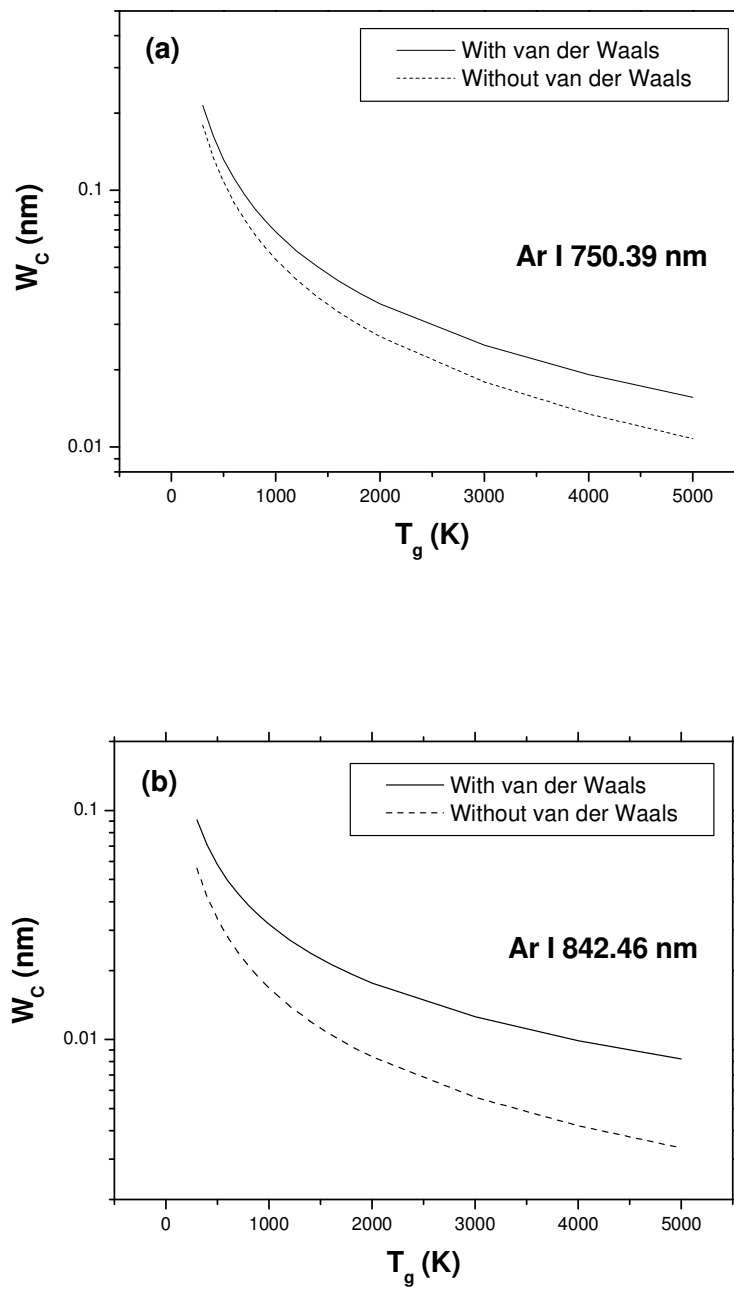 (a)
With van der Waals
Without van der Waals
0.1
0.01
W_C (nm)
Ar I 750.39 nm
0
1000
2000
3000
4000
5000
T_g (K)
(b)
With van der Waals
Without van der Waals
0.1
0.01
W_C (nm)
Ar I 842.46 nm
0
1000
2000
3000
4000
5000
T_g (K)